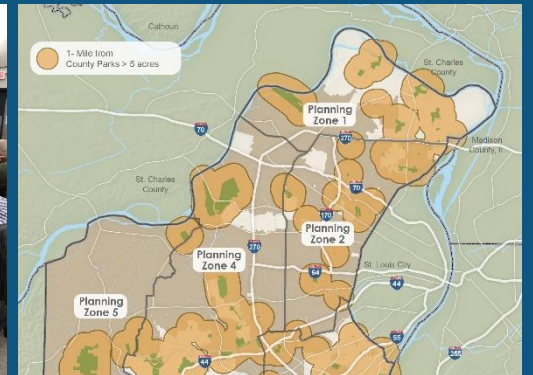 Calhoun
1- Mile from
County Parks > 5 acres
St. Charles
County
Planning
Zone 1
70
270
Madison
County, IL
St. Charles
County
70
170
Planning
Zone 2
Planning
Zone 4
270
St. Louis City
64
44
Planning
Zone 5
55
255
44